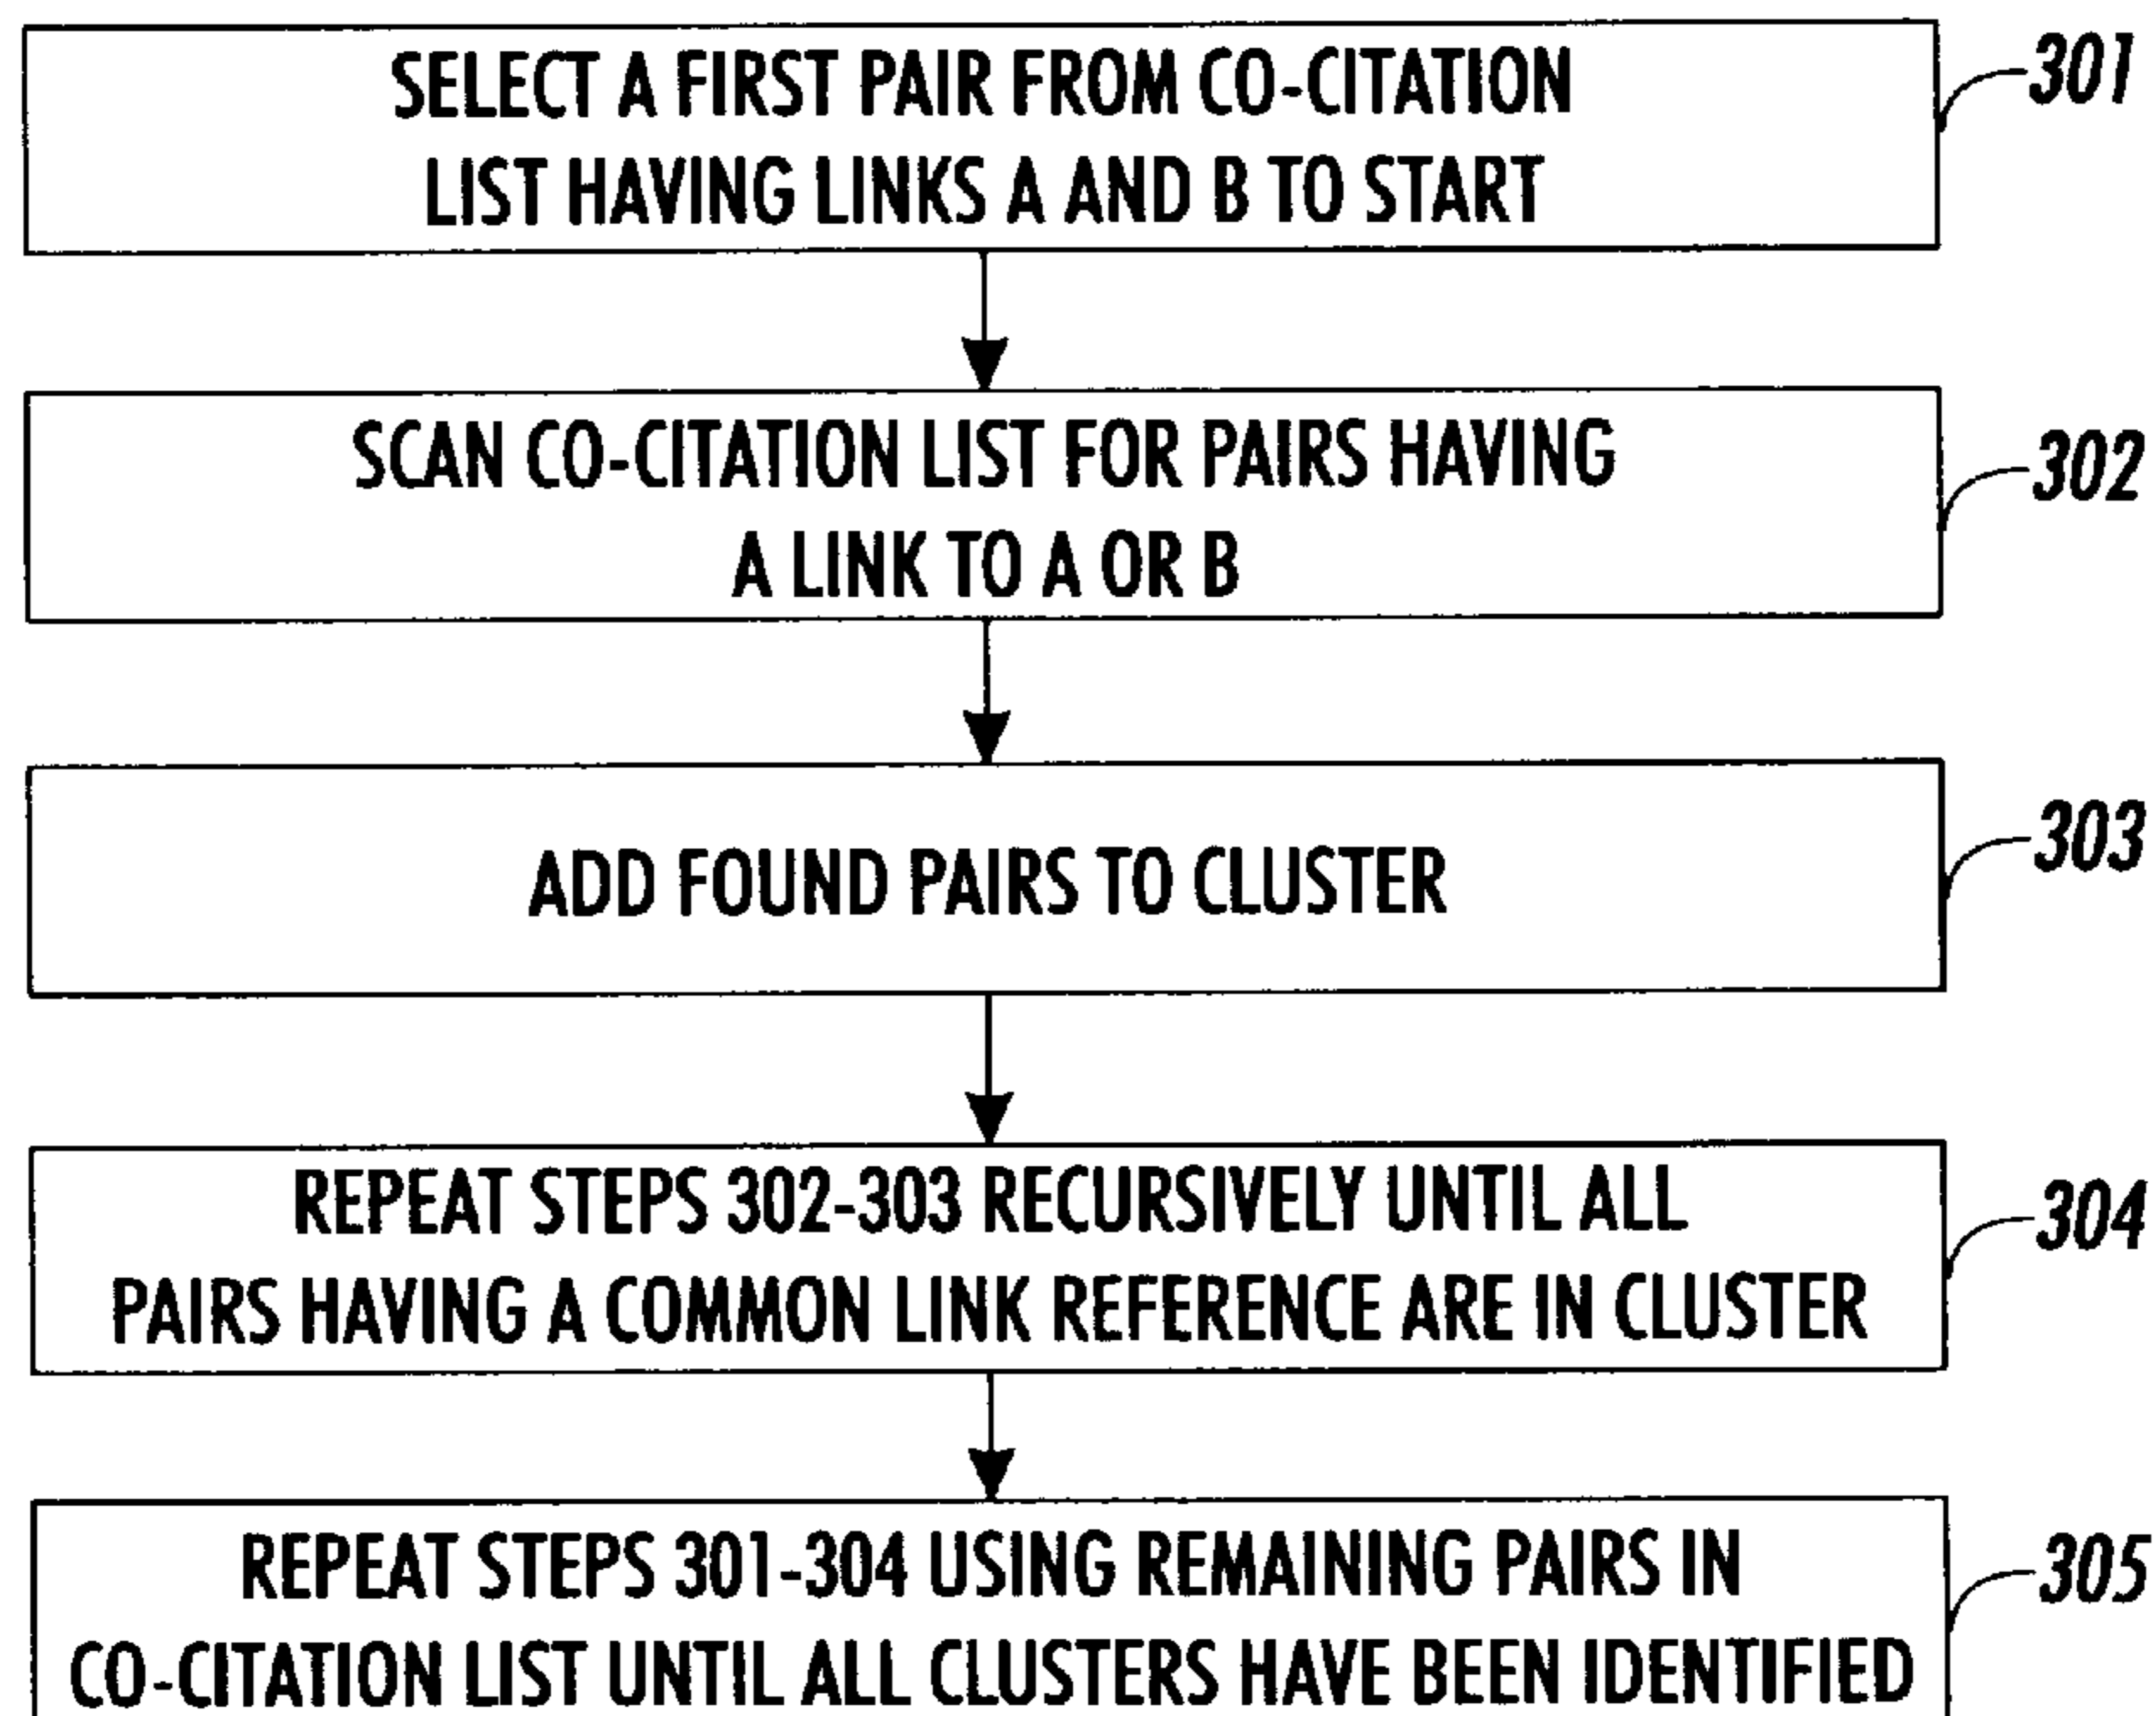 SELECT A FIRST PAIR FROM CO-CITATION
LIST HAVING LINKS A AND B TO START
301
SCAN CO-CITATION LIST FOR PAIRS HAVING
A LINK TO A OR B
302
ADD FOUND PAIRS TO CLUSTER
303
REPEAT STEPS 302-303 RECURSIVELY UNTIL ALL
PAIRS HAVING A COMMON LINK REFERENCE ARE IN CLUSTER
304
REPEAT STEPS 301-304 USING REMAINING PAIRS IN
CO-CITATION LIST UNTIL ALL CLUSTERS HAVE BEEN IDENTIFIED
305